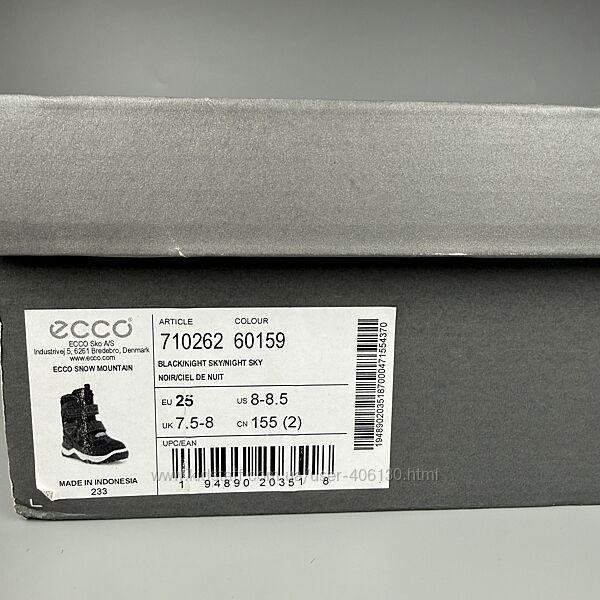 ecco
ECCO Sko A/S
Industrivej 5, 6261 Bredebro, Denmark
www.ecco.com
ECCO SNOW MOUNTAIN
MADE IN INDONESIA
233
ARTICLE COLOUR
710262 60159
BLACK/NIGHT SKY/NIGHT SKY
NOIR/CIEL DE NUIT
EU 25 US 8-8.5
UK 7.5-8 CN 155 (2)
UPC/EAN
1 94890 20351 8
19489020351870004715543​70
L